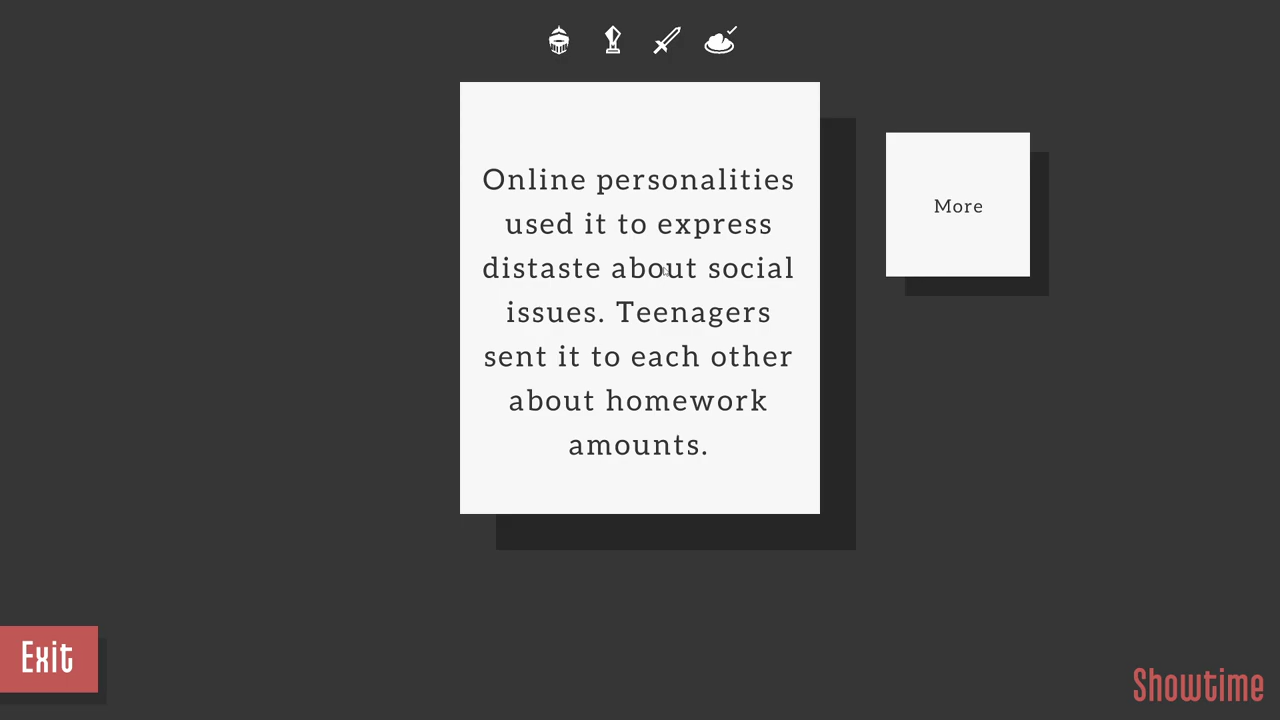 Online personalities
used it to express
distaste about social
issues. Teenagers
sent it to each other
about homework
amounts.
More
Exit
Showtime